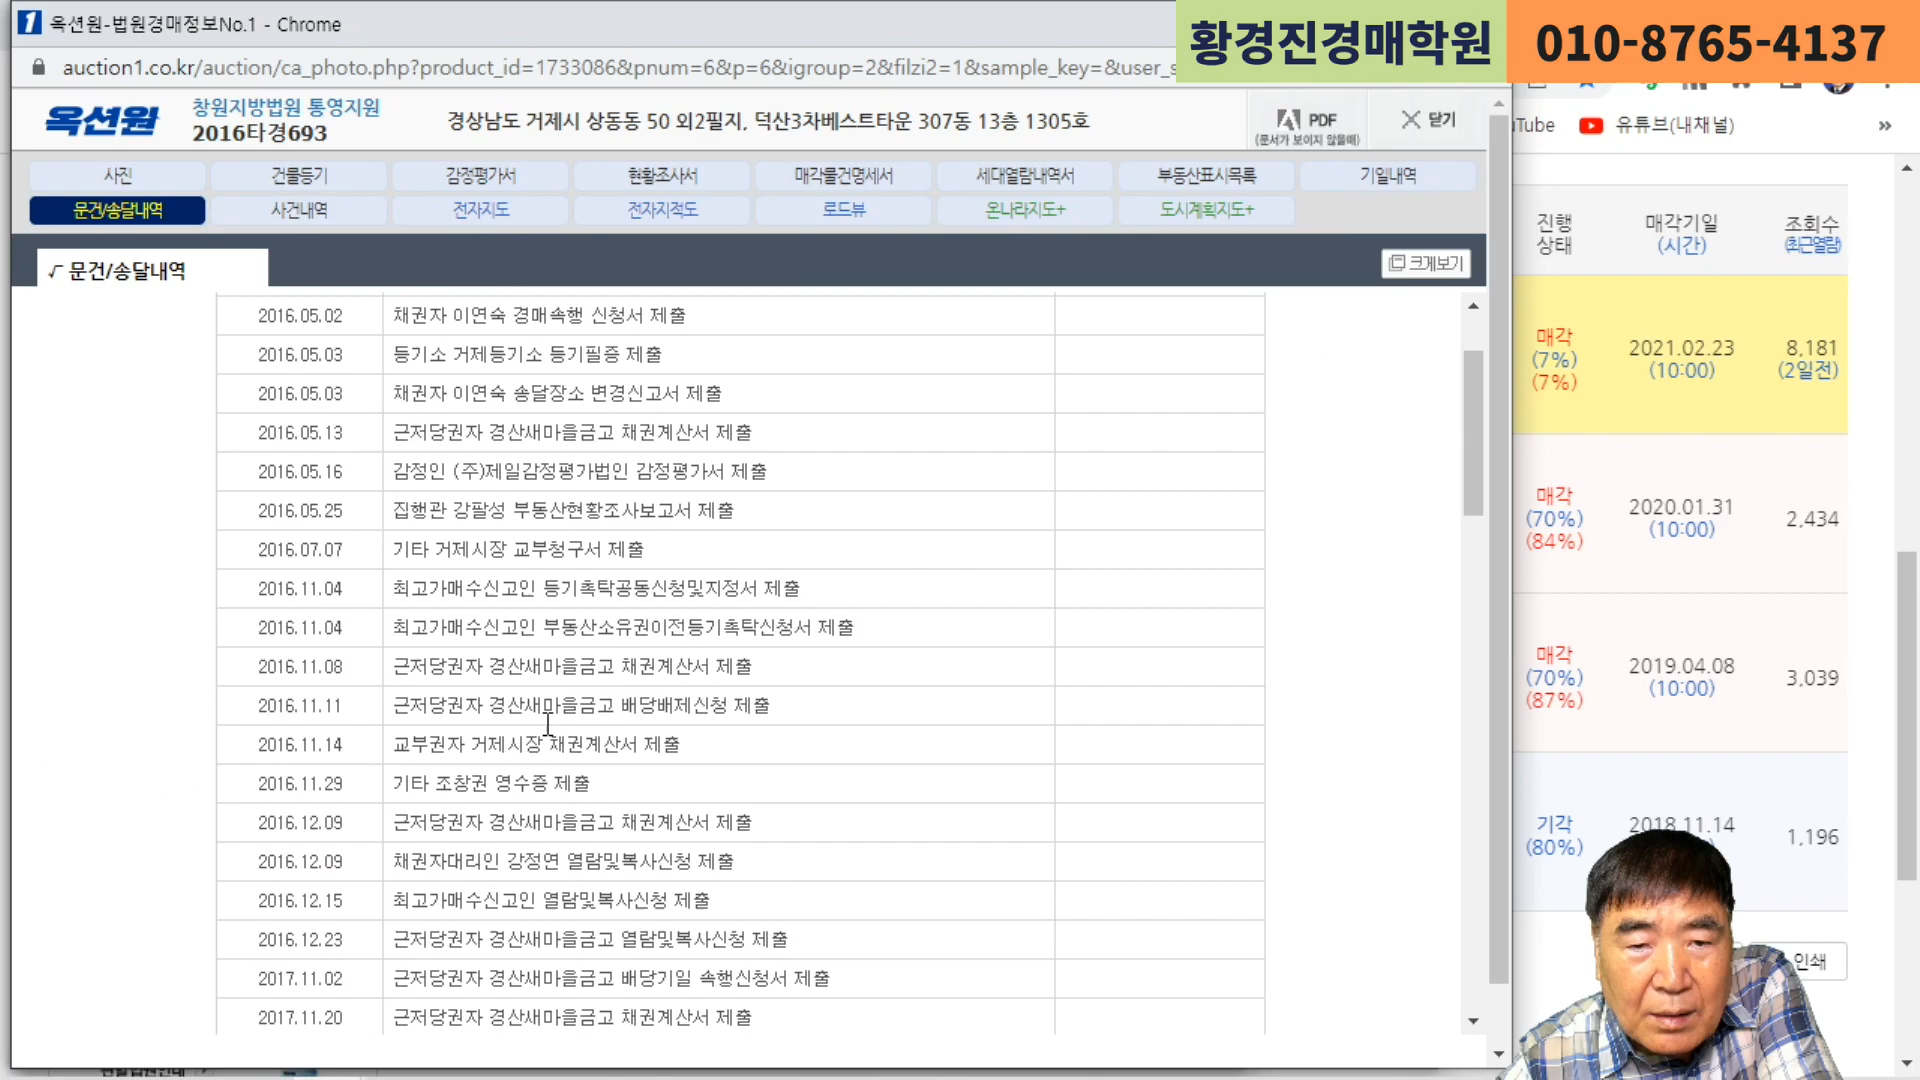 옥션원-법원경매정보No.1 - Chrome
황경진경매학원 010-8765-4137
auction1.co.kr/auction/ca_photo.php?product_id=1733086&pnum=6&p=6&igroup=2&filzi2=1&sample_key=&user_s
옥션원
창원지방법원 통영지원
2016타경693
경상남도 거제시 상동동 50 외2필지, 덕산3차베스트타운 307동 13층 1305호
PDF
(문서가 보이지 않을때)
닫기
Tube 유튜브(내채널) »
사진 건물등기 감정평가서 현황조사서 매각물건명세서 세대열람내역서 부동산표시목록 기일내역
문건/송달내역 사건내역 전자지도 전자지적도 로드뷰 온나라지도+ 도시계획지도+
√ 문건/송달내역
크게보기
2016.05.02 채권자 이연숙 경매속행 신청서 제출
2016.05.03 등기소 거제등기소 등기필증 제출
2016.05.03 채권자 이연숙 송달장소 변경신고서 제출
2016.05.13 근저당권자 경산새마을금고 채권계산서 제출
2016.05.16 감정인 (주)제일감정평가법인 감정평가서 제출
2016.05.25 집행관 강팔성 부동산현황조사보고서 제출
2016.07.07 기타 거제시장 교부청구서 제출
2016.11.04 최고가매수신고인 등기촉탁공동신청및지정서 제출
2016.11.04 최고가매수신고인 부동산소유권이전등기촉탁신청서 제출
2016.11.08 근저당권자 경산새마을금고 채권계산서 제출
2016.11.11 근저당권자 경산새마을금고 배당배제신청 제출
2016.11.14 교부권자 거제시장 채권계산서 제출
2016.11.29 기타 조창권 영수증 제출
2016.12.09 근저당권자 경산새마을금고 채권계산서 제출
2016.12.09 채권자대리인 강정연 열람및복사신청 제출
2016.12.15 최고가매수신고인 열람및복사신청 제출
2016.12.23 근저당권자 경산새마을금고 열람및복사신청 제출
2017.11.02 근저당권자 경산새마을금고 배당기일 속행신청서 제출
2017.11.20 근저당권자 경산새마을금고 채권계산서 제출
진행 매각기일 조회수
상태 (시간) (최근열람)
매각
(7%)
(7%)
2021.02.23
(10:00)
8,181
(2일전)
매각
(70%)
(84%)
2020.01.31
(10:00)
2,434
매각
(70%)
(87%)
2019.04.08
(10:00)
3,039
기각
(80%)
2018.11.14
1,196
인쇄